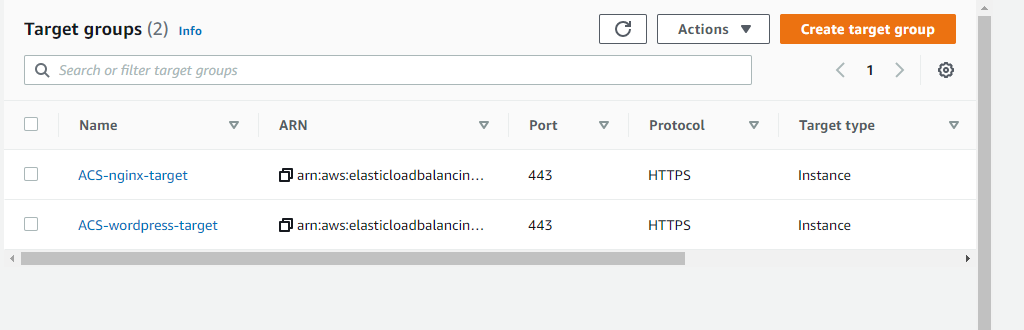 Target groups (2) Info
Actions
Create target group
Search or filter target groups
1
Name ARN Port Protocol Target type
ACS-nginx-target arn:aws:elasticloadbalancin... 443 HTTPS Instance
ACS-wordpress-target arn:aws:elasticloadbalancin... 443 HTTPS Instance